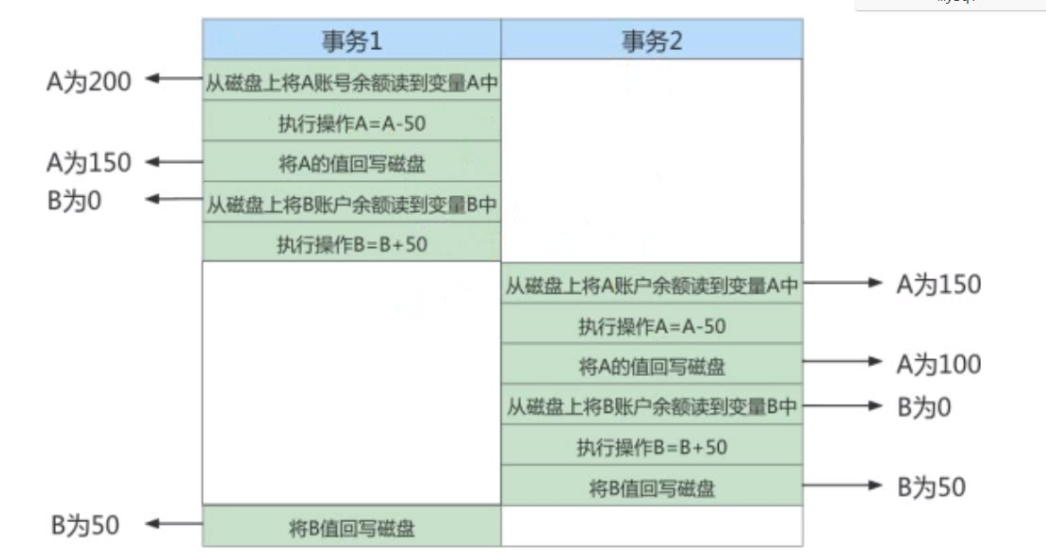 事务1 事务2
A为200 从磁盘上将A账号余额读到变量A中
执行操作A=A-50
A为150 将A的值回写磁盘
B为0 从磁盘上将B账户余额读到变量B中
执行操作B=B+50
从磁盘上将A账户余额读到变量A中 A为150
执行操作A=A-50
将A的值回写磁盘 A为100
从磁盘上将B账户余额读到变量B中 B为0
执行操作B=B+50
将B值回写磁盘 B为50
B为50 将B值回写磁盘